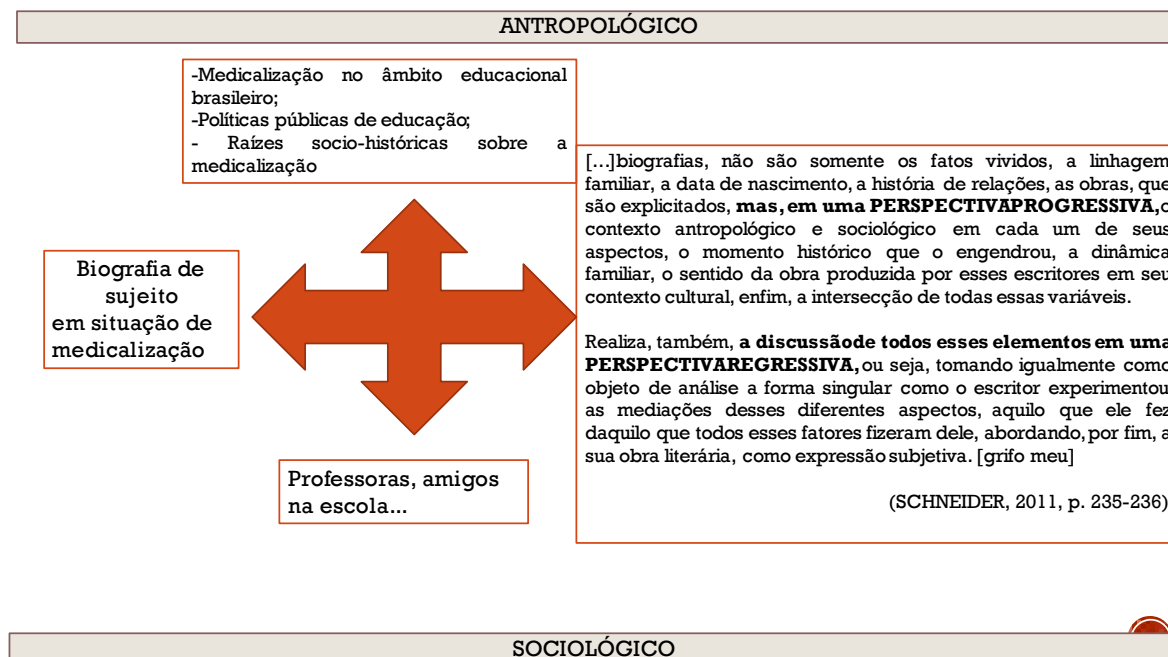 ANTROPOLÓGICO
-Medicalização no âmbito educacional
brasileiro;
-Políticas públicas de educação;
- Raízes socio-históricas sobre a
medicalização
[...]biografias, não são somente os fatos vividos, a linhagem
familiar, a data de nascimento, a história de relações, as obras, que
são explicitados, mas, em uma PERSPECTIVAPROGRESSIVA,o
contexto antropológico e sociológico em cada um de seus
aspectos, o momento histórico que o engendrou, a dinâmica
familiar, o sentido da obra produzida por esses escritores em seu
contexto cultural, enfim, a intersecção de todas essas variáveis.
Realiza, também, a discussãode todos esses elementos em uma
PERSPECTIVAREGRESSIVA, ou seja, tomando igualmente como
objeto de análise a forma singular como o escritor experimentou
as mediações desses diferentes aspectos, aquilo que ele fez
daquilo que todos esses fatores fizeram dele, abordando, por fim, a
sua obra literária, como expressão subjetiva. [grifo meu]
(SCHNEIDER, 2011, p. 235-236)
Biografia de
sujeito
em situação de
medicalização
Professoras, amigos
na escola...
SOCIOLÓGICO